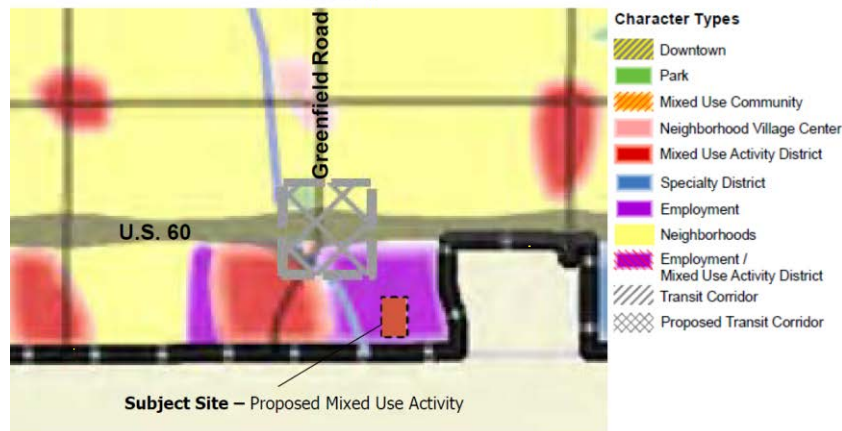 Greenfield Road
U.S. 60
Subject Site – Proposed Mixed Use Activity
Character Types
Downtown
Park
Mixed Use Community
Neighborhood Village Center
Mixed Use Activity District
Specialty District
Employment
Neighborhoods
Employment /
Mixed Use Activity District
Transit Corridor
Proposed Transit Corridor